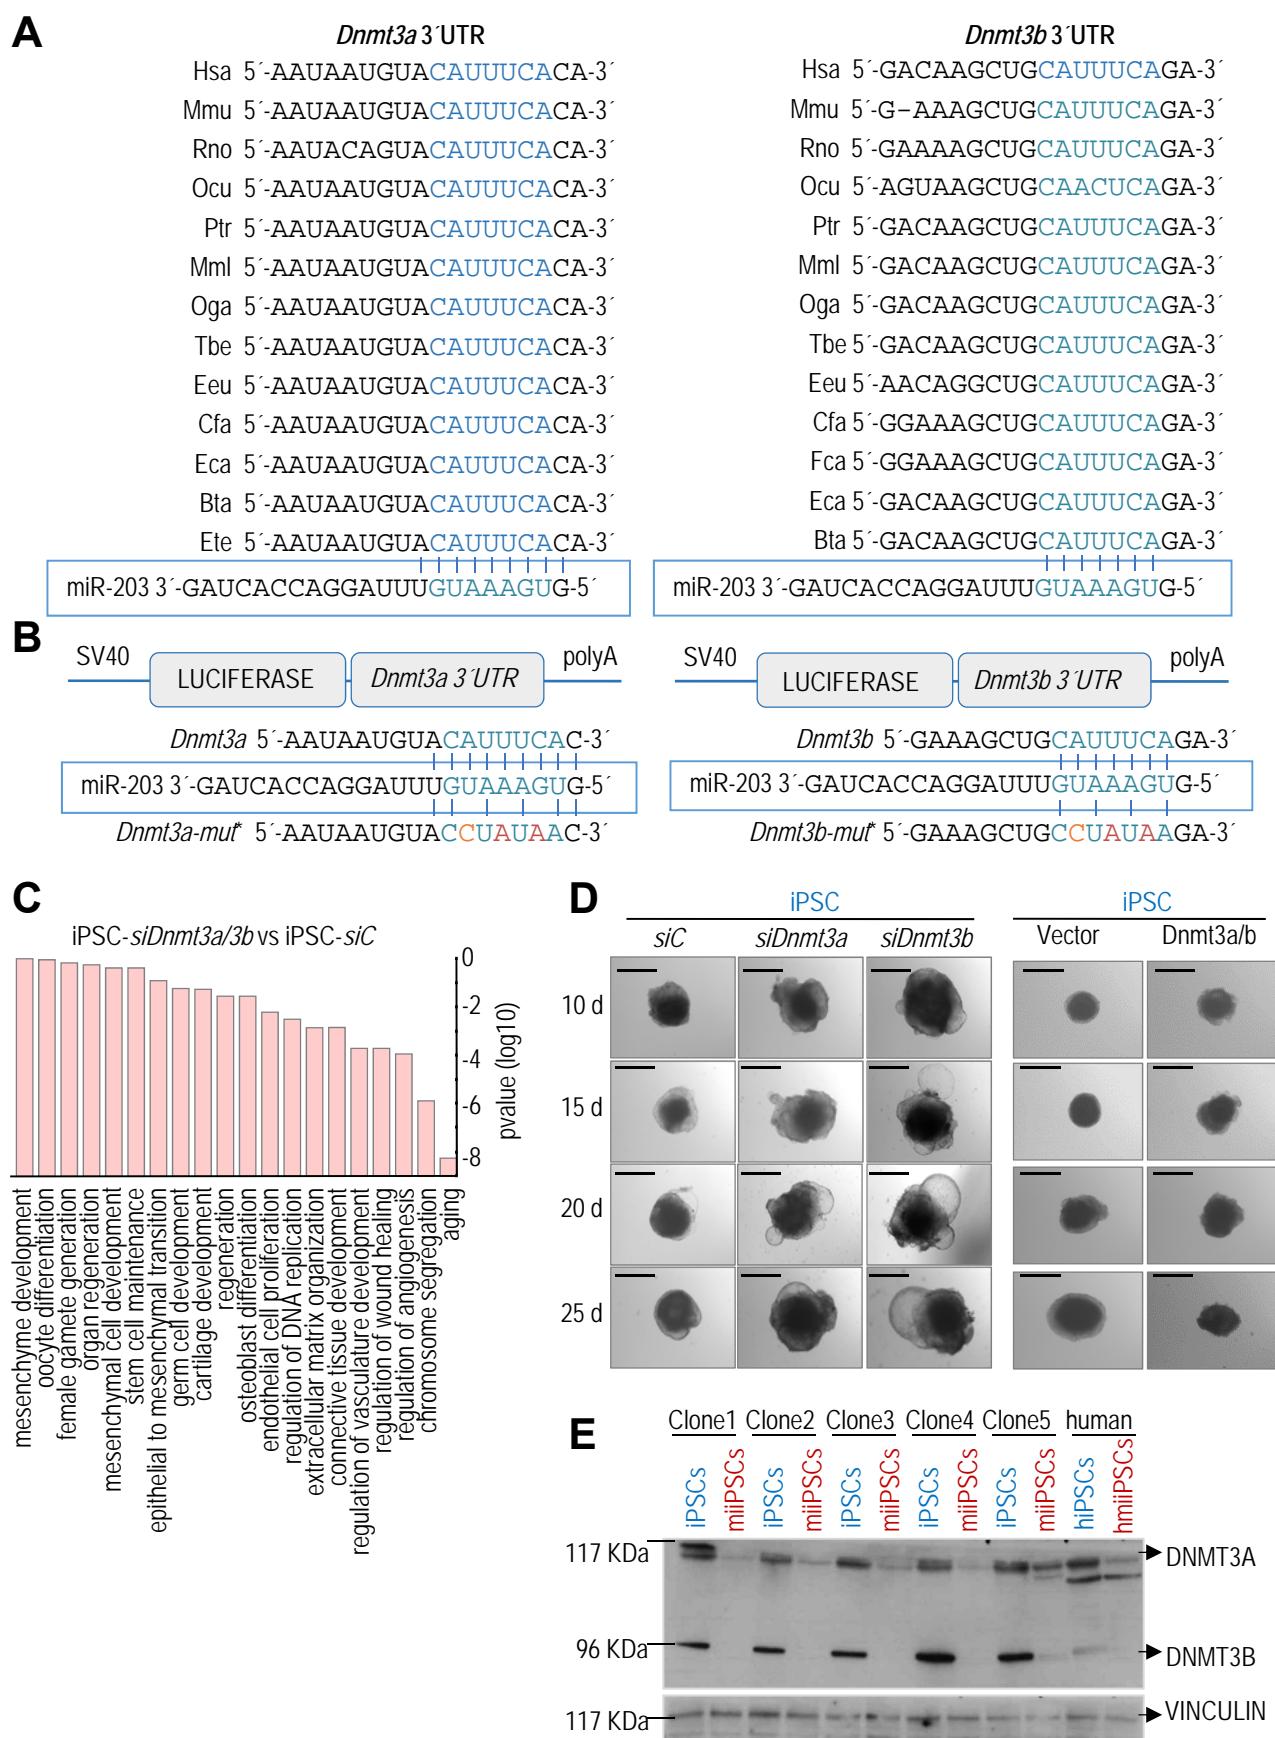 A
Dnmt3a 3´UTR
Hsa 5´-AAUAAUGUACAUUUCACA-3´
Mmu 5´-AAUAAUGUACAUUUCACA-3´
Rno 5´-AAUACAGUACAUUUCACA-3´
Ocu 5´-AAUAAUGUACAUUUCACA-3´
Ptr 5´-AAUAAUGUACAUUUCACA-3´
Mml 5´-AAUAAUGUACAUUUCACA-3´
Oga 5´-AAUAAUGUACAUUUCACA-3´
Tbe 5´-AAUAAUGUACAUUUCACA-3´
Eeu 5´-AAUAAUGUACAUUUCACA-3´
Cfa 5´-AAUAAUGUACAUUUCACA-3´
Eca 5´-AAUAAUGUACAUUUCACA-3´
Bta 5´-AAUAAUGUACAUUUCACA-3´
Ete 5´-AAUAAUGUACAUUUCACA-3´
miR-203 3´-GAUCACCAGGAUUUGUAAAGUG-5´
Dnmt3b 3´UTR
Hsa 5´-GACAAGCUGCAUUUCAGA-3´
Mmu 5´-G–AAAGCUGCAUUUCAGA-3´
Rno 5´-GAAAAGCUGCAUUUCAGA-3´
Ocu 5´-AGUAAGCUGCAACUCAGA-3´
Ptr 5´-GACAAGCUGCAUUUCAGA-3´
Mml 5´-GACAAGCUGCAUUUCAGA-3´
Oga 5´-GACAAGCUGCAUUUCAGA-3´
Tbe 5´-GACAAGCUGCAUUUCAGA-3´
Eeu 5´-AACAGGCUGCAUUUCAGA-3´
Cfa 5´-GGAAAGCUGCAUUUCAGA-3´
Fca 5´-GGAAAGCUGCAUUUCAGA-3´
Eca 5´-GACAAGCUGCAUUUCAGA-3´
Bta 5´-GACAAGCUGCAUUUCAGA-3´
miR-203 3´-GAUCACCAGGAUUUGUAAAGUG-5´
B
SV40 LUCIFERASE Dnmt3a 3´UTR polyA
Dnmt3a 5´-AAUAAUGUACAUUUCAC-3´
miR-203 3´-GAUCACCAGGAUUUGUAAAGUG-5´
Dnmt3a-mut* 5´-AAUAAUGUACCUAUAAC-3´
SV40 LUCIFERASE Dnmt3b 3´UTR polyA
Dnmt3b 5´-GAAAGCUGCAUUUCAGA-3´
miR-203 3´-GAUCACCAGGAUUUGUAAAGUG-5´
Dnmt3b-mut* 5´-GAAAGCUGCCUAUAAGA-3´
C
iPSC-siDnmt3a/3b vs iPSC-siC
0
-2
-4
-6
-8
pvalue (log10)
mesenchyme development
oocyte differentiation
female gamete generation
organ regeneration
mesenchymal cell development
stem cell maintenance
epithelial to mesenchymal transition
germ cell development
cartilage development
regeneration
osteoblast differentiation
endothelial cell proliferation
regulation of DNA replication
extracellular matrix organization
connective tissue development
regulation of vasculature development
regulation of wound healing
regulation of angiogenesis
chromosome segregation
aging
D
iPSC iPSC
siC siDnmt3a siDnmt3b Vector Dnmt3a/b
10 d
15 d
20 d
25 d
E
Clone1 Clone2 Clone3 Clone4 Clone5 human
iPSCs miiPSCs iPSCs miiPSCs iPSCs miiPSCs iPSCs miiPSCs iPSCs miiPSCs hiPSCs hmiiPSCs
117 KDa DNMT3A
96 KDa DNMT3B
117 KDa VINCULIN